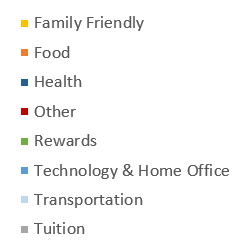 Family Friendly
Food
Health
Other
Rewards
Technology & Home Office
Transportation
Tuition